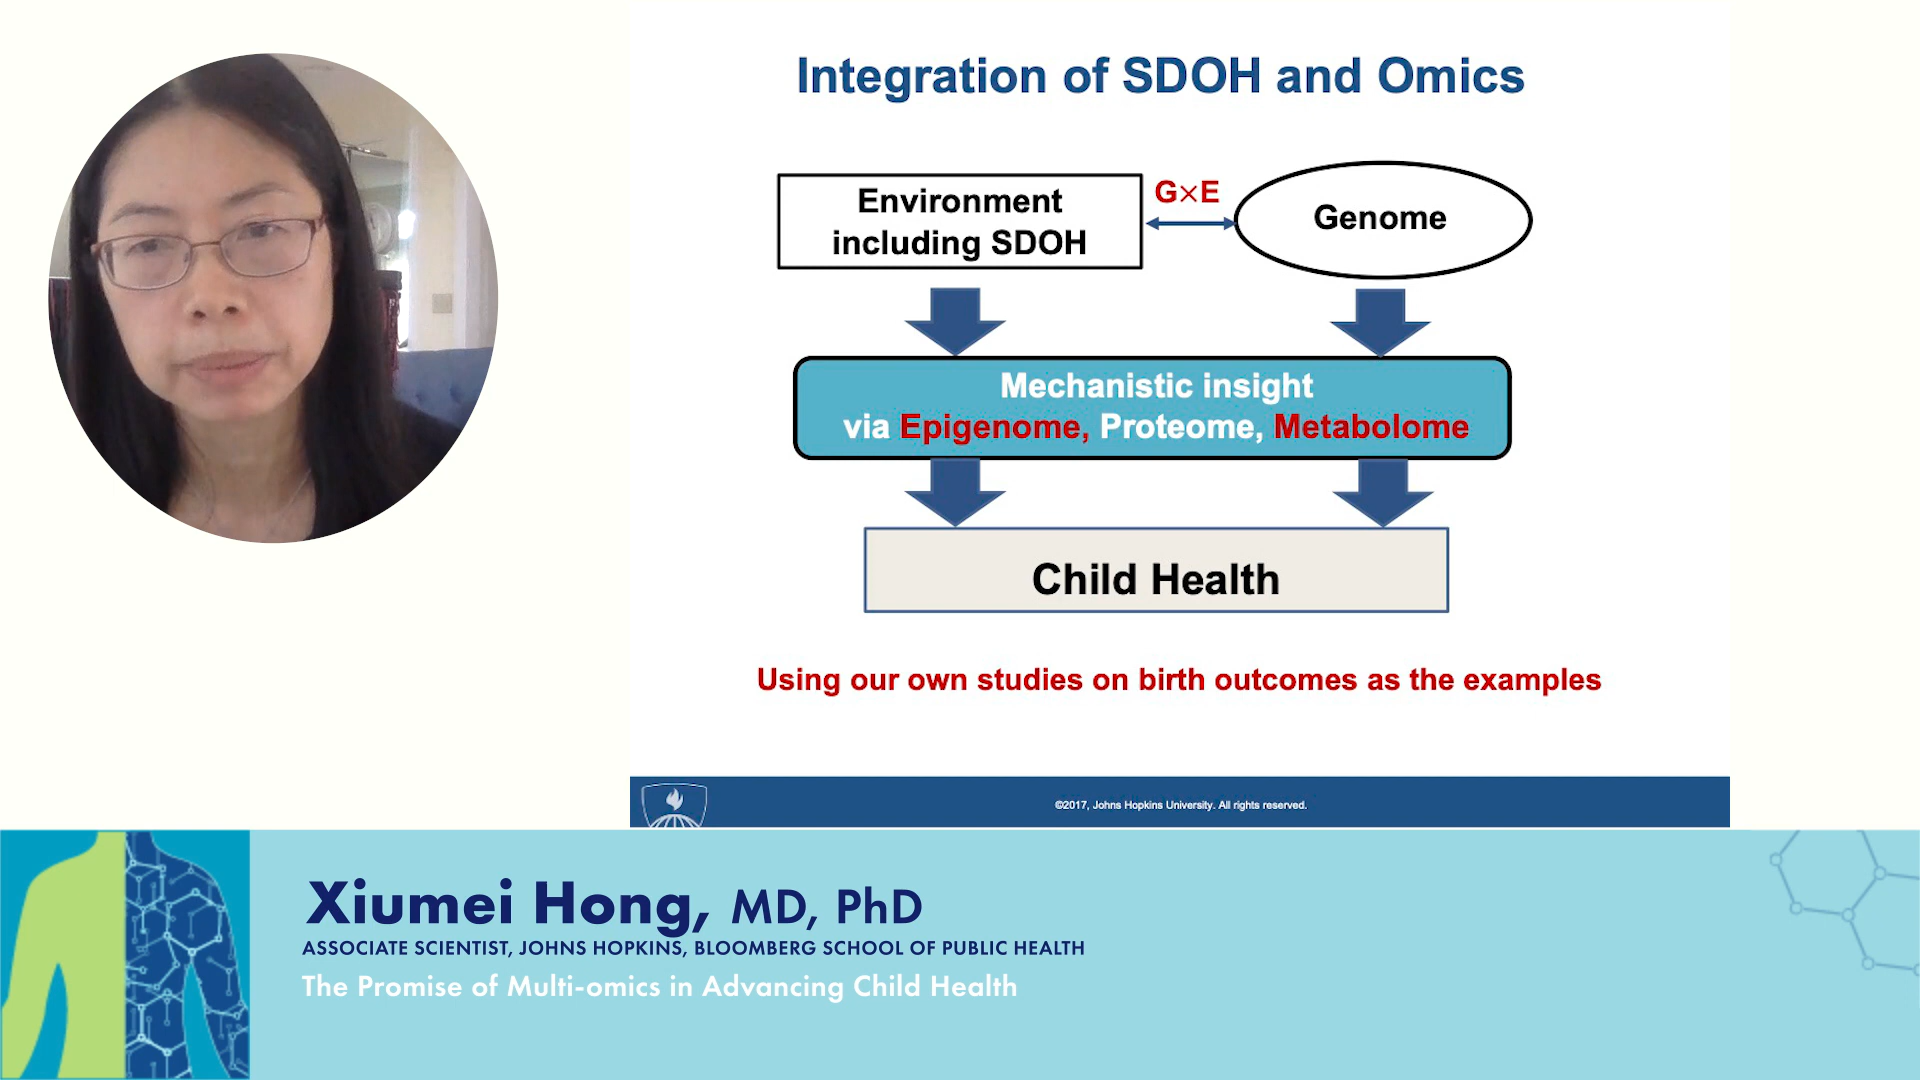 Integration of SDOH and Omics
Environment
including SDOH
G×E
Genome
Mechanistic insight
via Epigenome, Proteome, Metabolome
Child Health
Using our own studies on birth outcomes as the examples
©2017, Johns Hopkins University. All rights reserved.
Xiumei Hong, MD, PhD
ASSOCIATE SCIENTIST, JOHNS HOPKINS, BLOOMBERG SCHOOL OF PUBLIC HEALTH
The Promise of Multi-omics in Advancing Child Health